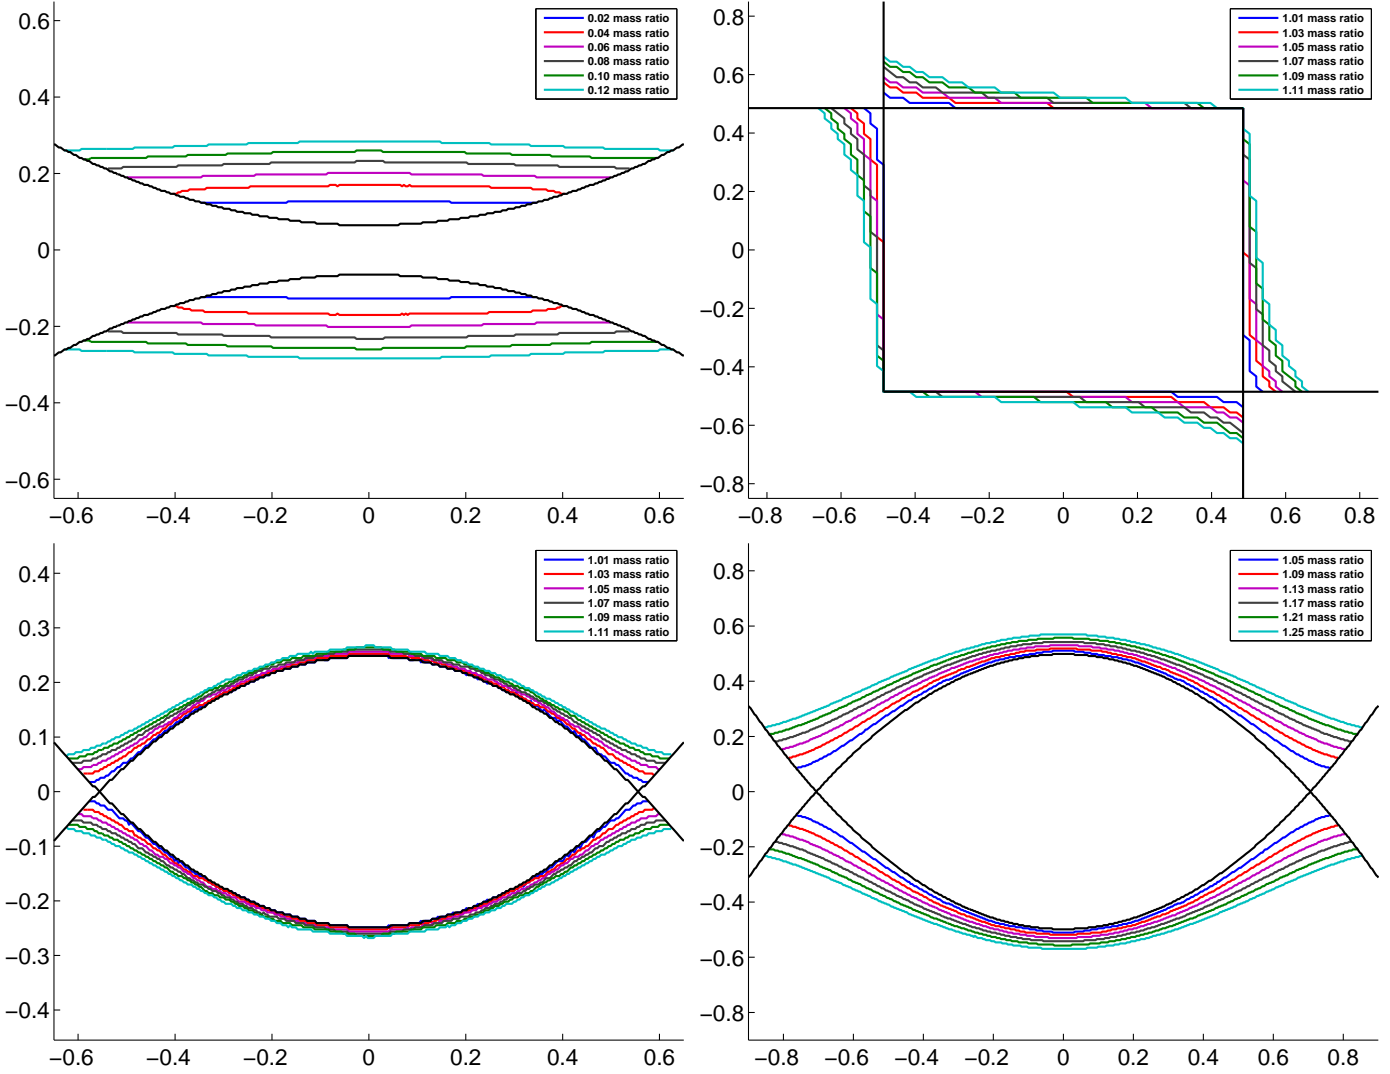 0.6
0.4
0.2
0
−0.2
−0.4
−0.6
−0.6 −0.4 −0.2 0 0.2 0.4 0.6
0.02 mass ratio
0.04 mass ratio
0.06 mass ratio
0.08 mass ratio
0.10 mass ratio
0.12 mass ratio
0.8
0.6
0.4
0.2
0
−0.2
−0.4
−0.6
−0.8
−0.8 −0.6 −0.4 −0.2 0 0.2 0.4 0.6 0.8
1.01 mass ratio
1.03 mass ratio
1.05 mass ratio
1.07 mass ratio
1.09 mass ratio
1.11 mass ratio
0.4
0.3
0.2
0.1
0
−0.1
−0.2
−0.3
−0.4
−0.6 −0.4 −0.2 0 0.2 0.4 0.6
1.01 mass ratio
1.03 mass ratio
1.05 mass ratio
1.07 mass ratio
1.09 mass ratio
1.11 mass ratio
0.8
0.6
0.4
0.2
0
−0.2
−0.4
−0.6
−0.8
−0.8 −0.6 −0.4 −0.2 0 0.2 0.4 0.6 0.8
1.05 mass ratio
1.09 mass ratio
1.13 mass ratio
1.17 mass ratio
1.21 mass ratio
1.25 mass ratio